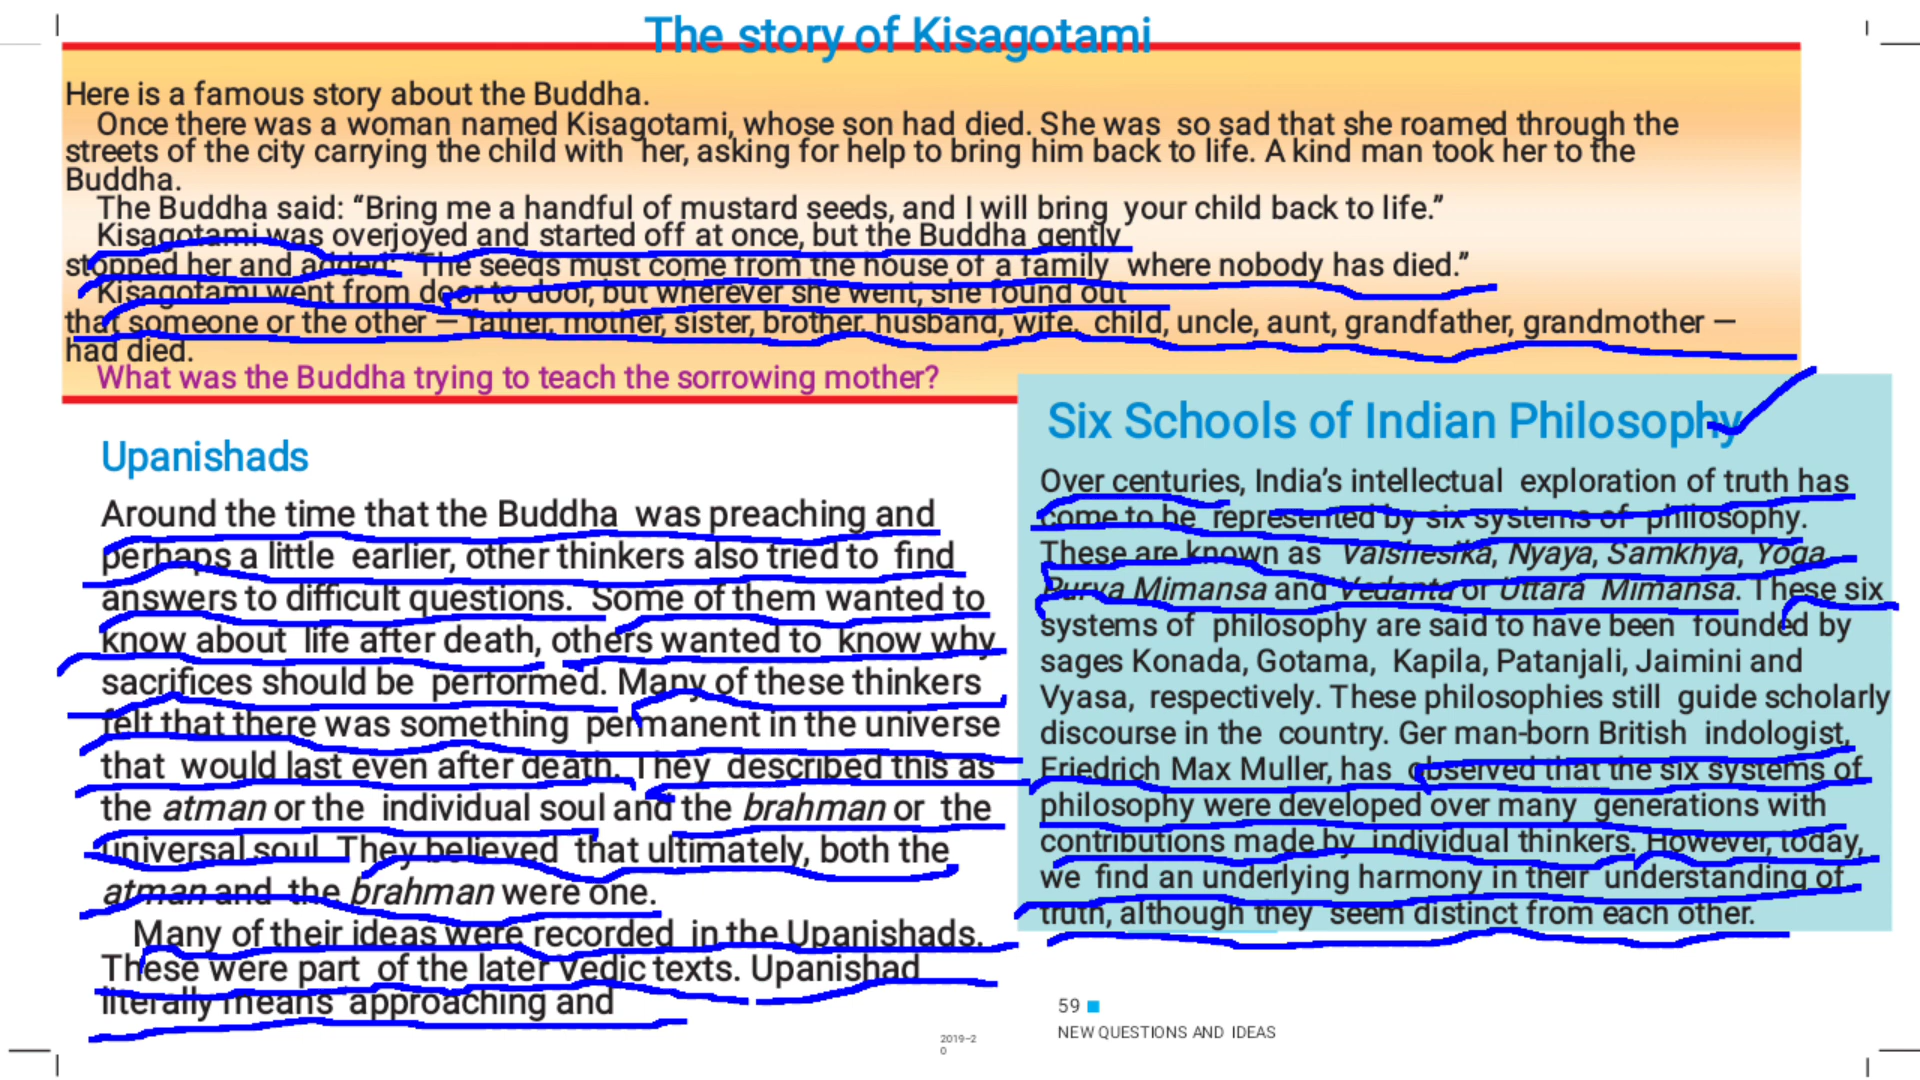 The story of Kisagotami
Here is a famous story about the Buddha.
Once there was a woman named Kisagotami, whose son had died. She was so sad that she roamed through the
streets of the city carrying the child with her, asking for help to bring him back to life. A kind man took her to the
Buddha.
The Buddha said: “Bring me a handful of mustard seeds, and I will bring your child back to life.”
Kisagotami was overjoyed and started off at once, but the Buddha gently
stopped her and added: “The seeds must come from the house of a family where nobody has died.”
Kisagotami went from door to door, but wherever she went, she found out
that someone or the other — father, mother, sister, brother, husband, wife, child, uncle, aunt, grandfather, grandmother —
had died.
What was the Buddha trying to teach the sorrowing mother?
Upanishads
Around the time that the Buddha was preaching and
perhaps a little earlier, other thinkers also tried to find
answers to difficult questions. Some of them wanted to
know about life after death, others wanted to know why
sacrifices should be performed. Many of these thinkers
felt that there was something permanent in the universe
that would last even after death. They described this as
the atman or the individual soul and the brahman or the
universal soul. They believed that ultimately, both the
atman and the brahman were one.
Many of their ideas were recorded in the Upanishads.
These were part of the later Vedic texts. Upanishad
literally means approaching and
2019–2
0
Six Schools of Indian Philosophy
Over centuries, India’s intellectual exploration of truth has
come to be represented by six systems of philosophy.
These are known as Vaishesika, Nyaya, Samkhya, Yoga,
Purva Mimansa and Vedanta or Uttara Mimansa. These six
systems of philosophy are said to have been founded by
sages Konada, Gotama, Kapila, Patanjali, Jaimini and
Vyasa, respectively. These philosophies still guide scholarly
discourse in the country. Ger man-born British indologist,
Friedrich Max Muller, has observed that the six systems of
philosophy were developed over many generations with
contributions made by individual thinkers. However, today,
we find an underlying harmony in their understanding of
truth, although they seem distinct from each other.
59
NEW QUESTIONS AND IDEAS